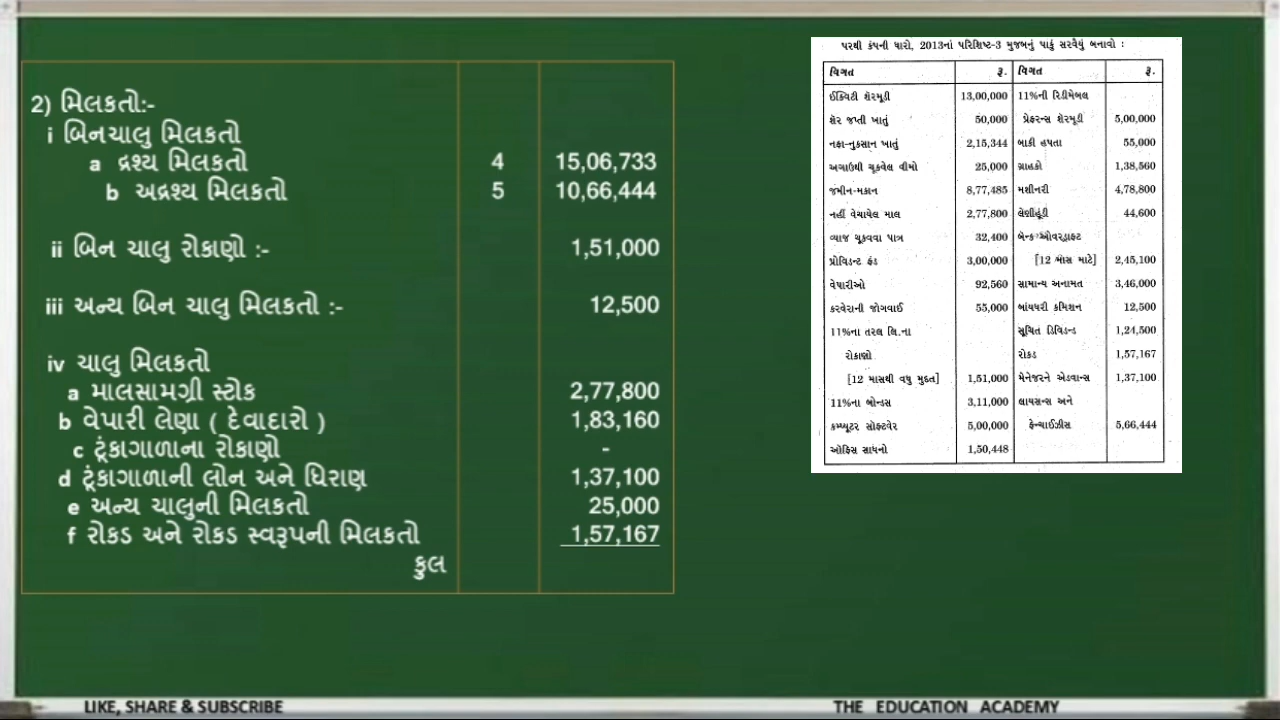 2) મિલકતો:-
i બિનચાલુ મિલકતો
a દ્રશ્ય મિલકતો 4 15,06,733
b અદ્રશ્ય મિલકતો 5 10,66,444
ii બિન ચાલુ રોકાણો :- 1,51,000
iii અન્ય બિન ચાલુ મિલકતો :- 12,500
iv ચાલુ મિલકતો
a માલસામગ્રી સ્ટોક 2,77,800
b વેપારી લેણા ( દેવાદારો ) 1,83,160
c ટૂંકાગાળાના રોકાણો -
d ટૂંકાગાળાની લોન અને ધિરાણ 1,37,100
e અન્ય ચાલુની મિલકતો 25,000
f રોકડ અને રોકડ સ્વરૂપની મિલકતો 1,57,167
કુલ
પરથી કંપની ધારો, 2013નાં પરિશિષ્ટ-3 મુજબનું પાકું સરવૈયું બનાવો :
વિગત રૂ. વિગત રૂ.
ઈક્વિટી શૅરમૂડી 13,00,000 11%ની રિડીમેબલ
શૅર જપ્તી ખાતું 50,000 પ્રેફરન્સ શેરમૂડી 5,00,000
નફા-નુકસાન ખાતું 2,15,344 બાકી હપતા 55,000
અગાઉથી ચૂકવેલ વીમો 25,000 ગ્રાહકો 1,38,560
જમીન-મકાન 8,77,485 મશીનરી 4,78,800
નહીં વેચાયેલ માલ 2,77,800 લેણીહૂંડી 44,600
વ્યાજ ચૂકવવા પાત્ર 32,400 બૅન્ક ઓવરડ્રાફ્ટ
પ્રોવિડન્ટ ફંડ 3,00,000 [12 માસ માટે] 2,45,100
વેપારીઓ 92,560 સામાન્ય અનામત 3,46,000
કરવેરાની જોગવાઈ 55,000 બાંયધરી કમિશન 12,500
11%ના તરલ લિ.ના સૂચિત ડિવિડન્ડ 1,24,500
રોકાણો રોકડ 1,57,167
[12 માસથી વધુ મુદત] 1,51,000 મેનેજરને એડવાન્સ 1,37,100
11%ના બોન્ડસ 3,11,000 લાયસન્સ અને
કમ્પ્યૂટર સૉફ્ટવેર 5,00,000 ફ્રેન્ચાઈઝીસ 5,66,444
ઑફિસ સાધનો 1,50,448
LIKE, SHARE & SUBSCRIBE THE EDUCATION ACADEMY